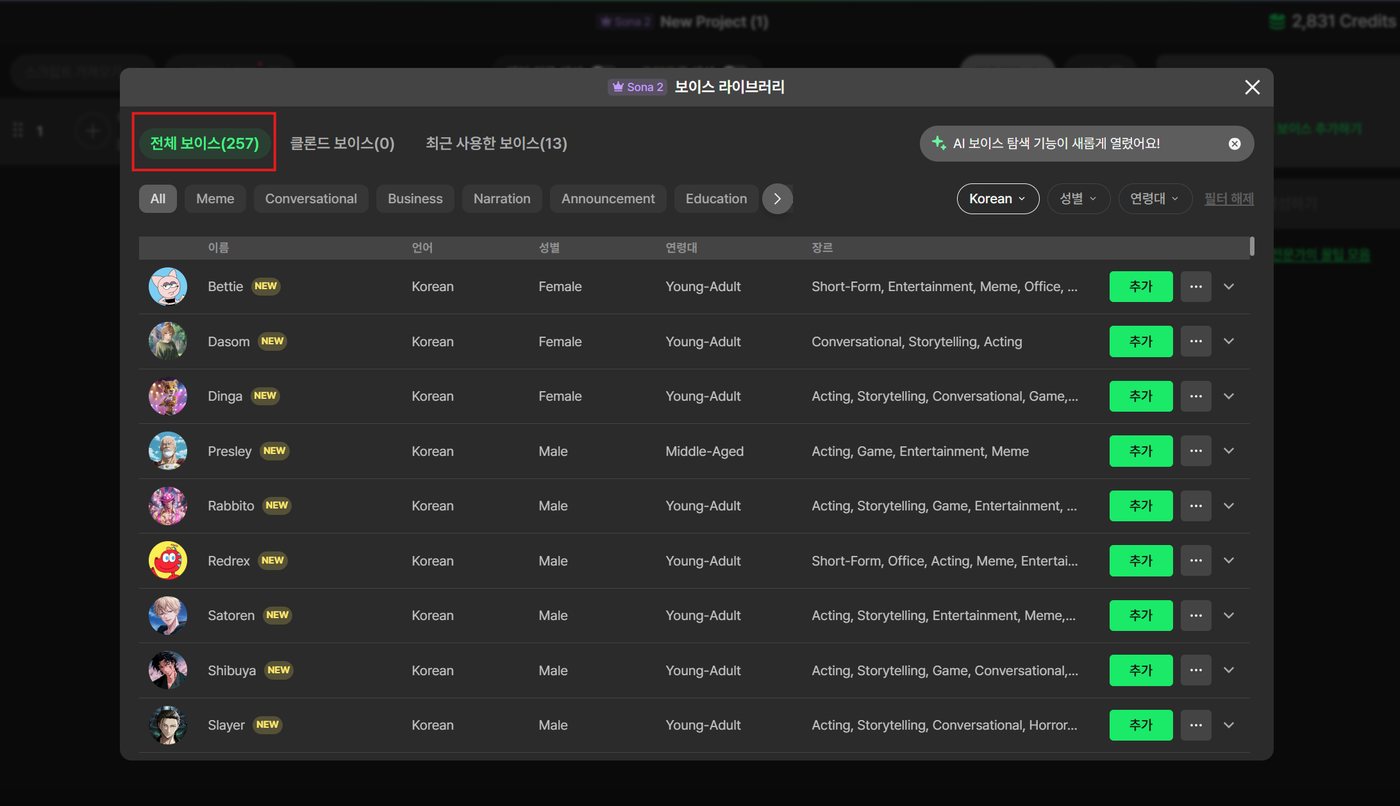 Sona 2 New Project (1)
2,831 Credits
Sona 2 보이스 라이브러리
전체 보이스(257) 클론드 보이스(0) 최근 사용한 보이스(13)
AI 보이스 탐색 기능이 새롭게 열렸어요!
All Meme Conversational Business Narration Announcement Education
Korean 성별 연령대 필터 해제
이름 언어 성별 연령대 장르
Bettie NEW Korean Female Young-Adult Short-Form, Entertainment, Meme, Office, ... 추가
Dasom NEW Korean Female Young-Adult Conversational, Storytelling, Acting 추가
Dinga NEW Korean Female Young-Adult Acting, Storytelling, Conversational, Game,... 추가
Presley NEW Korean Male Middle-Aged Acting, Game, Entertainment, Meme 추가
Rabbito NEW Korean Male Young-Adult Acting, Storytelling, Game, Entertainment, ... 추가
Redrex NEW Korean Male Young-Adult Short-Form, Office, Acting, Meme, Entertai... 추가
Satoren NEW Korean Male Young-Adult Acting, Storytelling, Entertainment, Meme,... 추가
Shibuya NEW Korean Male Young-Adult Acting, Storytelling, Game, Conversational,... 추가
Slayer NEW Korean Male Young-Adult Acting, Storytelling, Conversational, Horror... 추가
1
보이스 추가하기